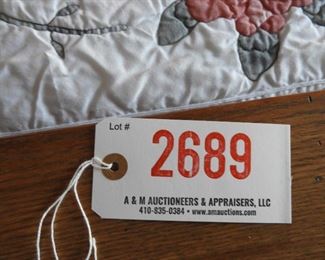 Lot #
2689
A & M AUCTIONEERS & APPRAISERS, LLC
410-835-0384 • www.amauctions.com